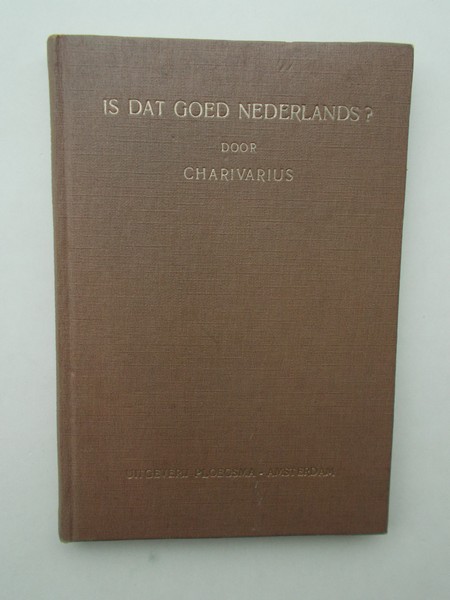 IS DAT GOED NEDERLANDS?
DOOR
CHARIVARIUS
UITGEVERIJ PLOEGSMA - AMSTERDAM